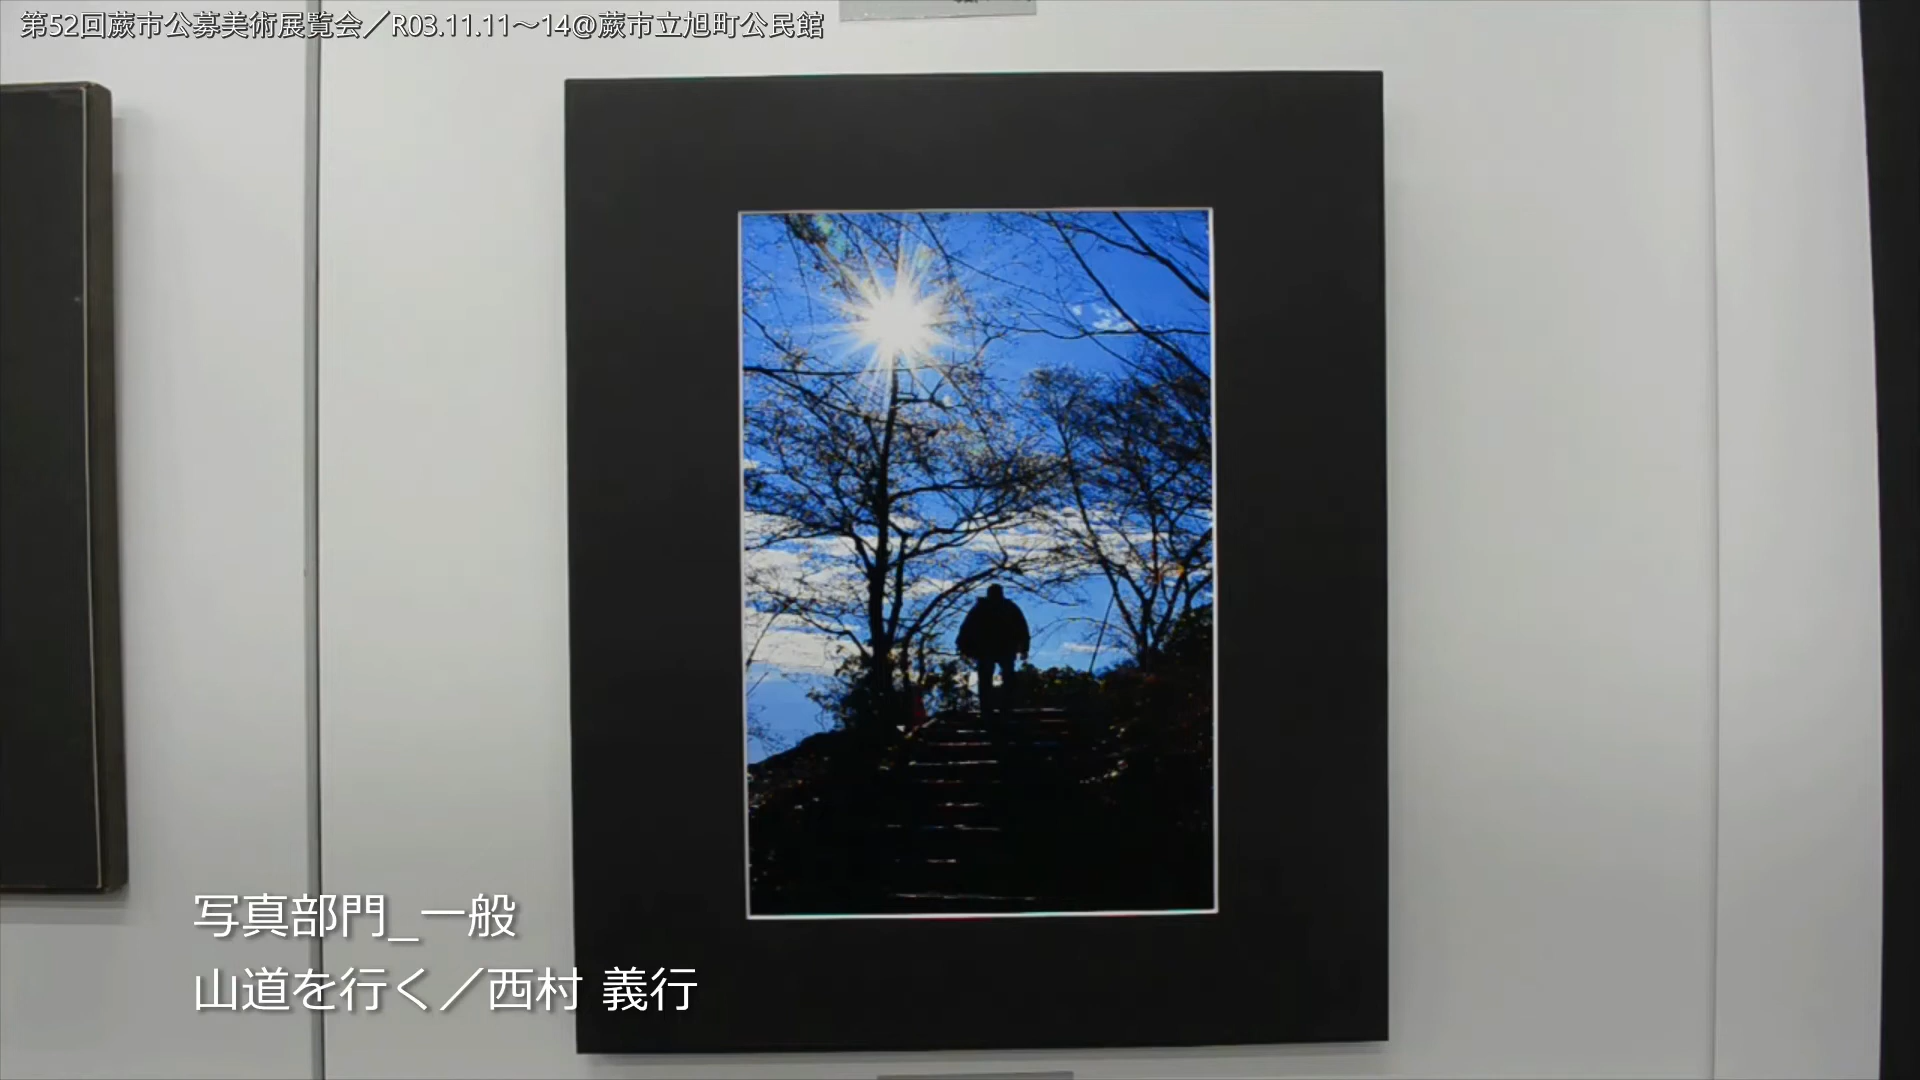 第52回蕨市公募美術展覧会／R03.11.11～14@蕨市立旭町公民館
写真部門_一般
山道を行く／西村 義行